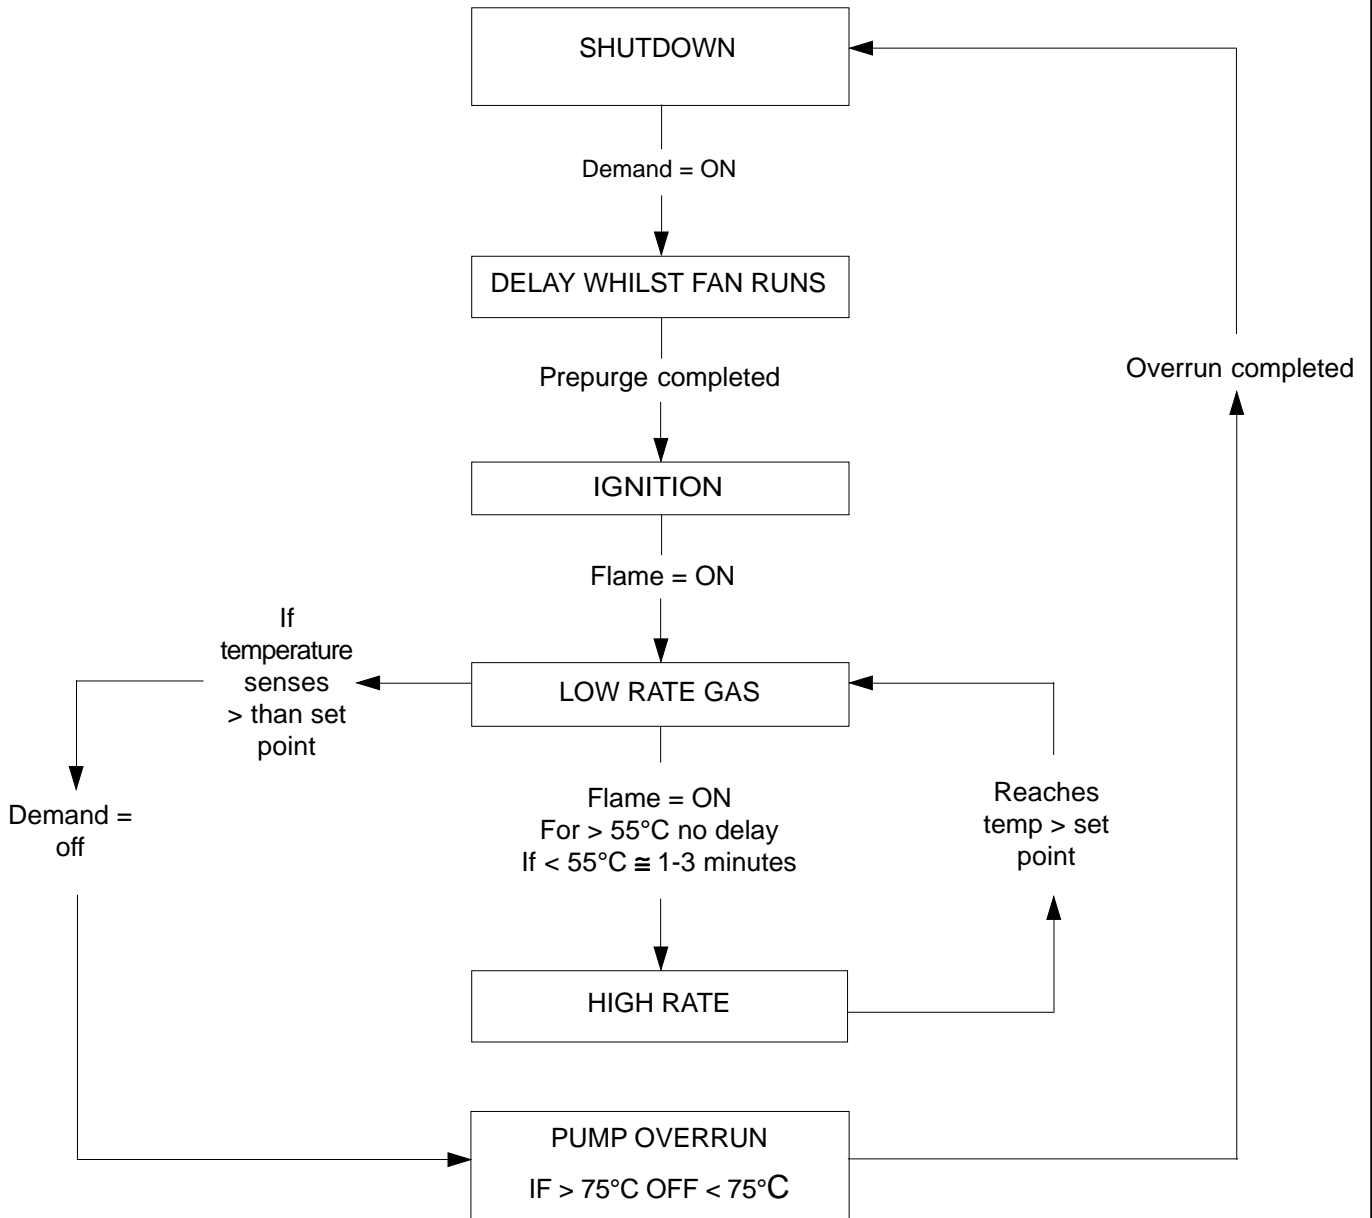 SHUTDOWN
Demand = ON
DELAY WHILST FAN RUNS
Prepurge completed
Overrun completed
IGNITION
Flame = ON
If
temperature
senses
> than set
point
LOW RATE GAS
Demand =
off
Flame = ON
For > 55°C no delay
If < 55°C ≅ 1-3 minutes
Reaches
temp > set
point
HIGH RATE
PUMP OVERRUN
IF > 75°C OFF < 75°C